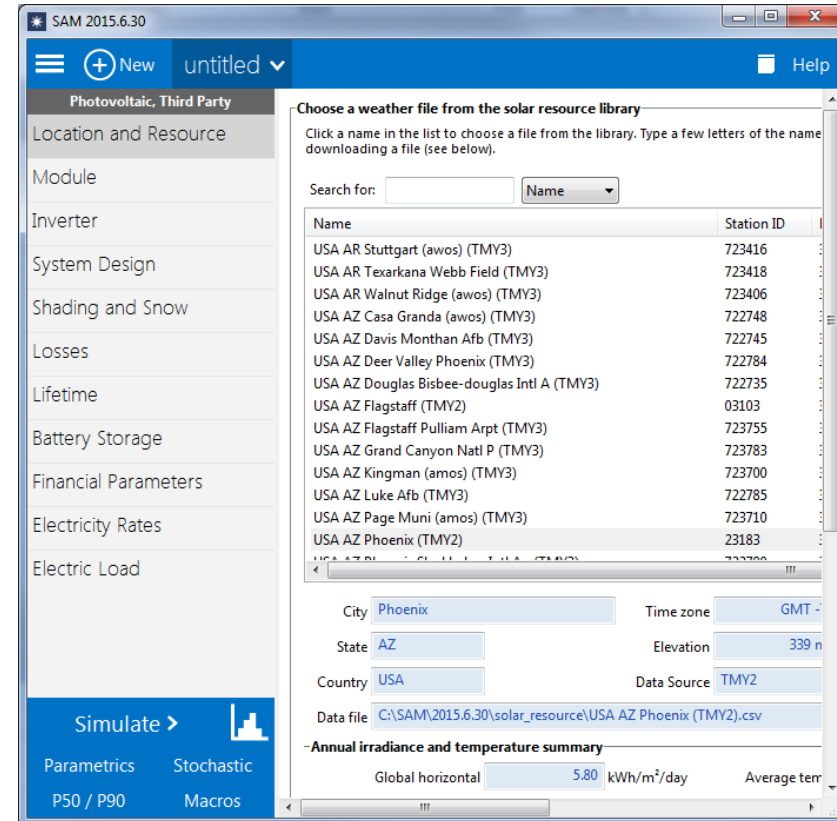 SAM 2015.6.30
New untitled Help
Photovoltaic, Third Party
Location and Resource
Module
Inverter
System Design
Shading and Snow
Losses
Lifetime
Battery Storage
Financial Parameters
Electricity Rates
Electric Load
Simulate >
Parametrics Stochastic
P50 / P90 Macros
Choose a weather file from the solar resource library
Click a name in the list to choose a file from the library. Type a few letters of the name
downloading a file (see below).
Search for: Name
Name Station ID
USA AR Stuttgart (awos) (TMY3) 723416
USA AR Texarkana Webb Field (TMY3) 723418
USA AR Walnut Ridge (awos) (TMY3) 723406
USA AZ Casa Granda (awos) (TMY3) 722748
USA AZ Davis Monthan Afb (TMY3) 722745
USA AZ Deer Valley Phoenix (TMY3) 722784
USA AZ Douglas Bisbee-douglas Intl A (TMY3) 722735
USA AZ Flagstaff (TMY2) 03103
USA AZ Flagstaff Pulliam Arpt (TMY3) 723755
USA AZ Grand Canyon Natl P (TMY3) 723783
USA AZ Kingman (amos) (TMY3) 723700
USA AZ Luke Afb (TMY3) 722785
USA AZ Page Muni (amos) (TMY3) 723710
USA AZ Phoenix (TMY2) 23183
City Phoenix Time zone GMT -
State AZ Elevation 339
Country USA Data Source TMY2
Data file C:\SAM\2015.6.30\solar_resource\USA AZ Phoenix (TMY2).csv
Annual irradiance and temperature summary
Global horizontal 5.80 kWh/m²/day Average tem